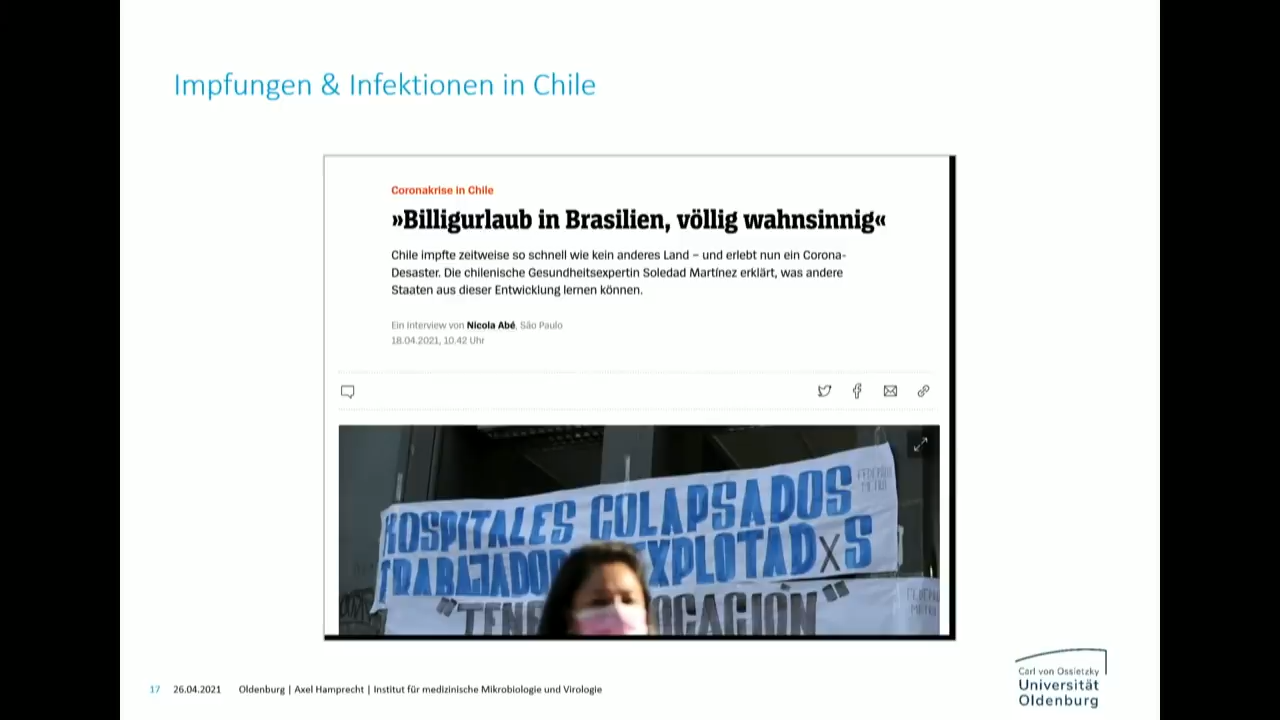 Impfungen & Infektionen in Chile
Coronakrise in Chile
»Billigurlaub in Brasilien, völlig wahnsinnig«
Chile impfte zeitweise so schnell wie kein anderes Land – und erlebt nun ein Corona-
Desaster. Die chilenische Gesundheitsexpertin Soledad Martínez erklärt, was andere
Staaten aus dieser Entwicklung lernen können.
Ein Interview von Nicola Abé, São Paulo
18.04.2021, 10.42 Uhr
HOSPITALES COLAPSADOS
EXPLOTADXS
17 26.04.2021 Oldenburg | Axel Hamprecht | Institut für medizinische Mikrobiologie und Virologie
Carl von Ossietzky
Universität
Oldenburg